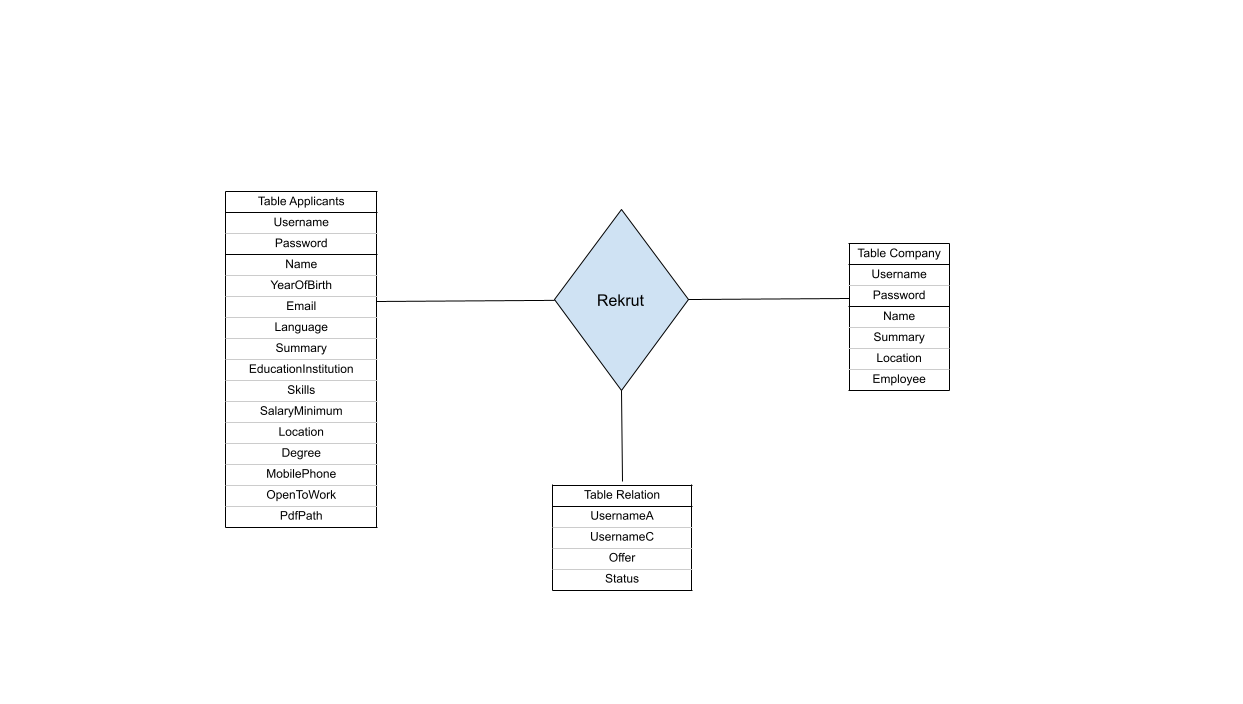 Table Applicants
Username
Password
Name
YearOfBirth
Email
Language
Summary
EducationInstitution
Skills
SalaryMinimum
Location
Degree
MobilePhone
OpenToWork
PdfPath
Rekrut
Table Company
Username
Password
Name
Summary
Location
Employee
Table Relation
UsernameA
UsernameC
Offer
Status